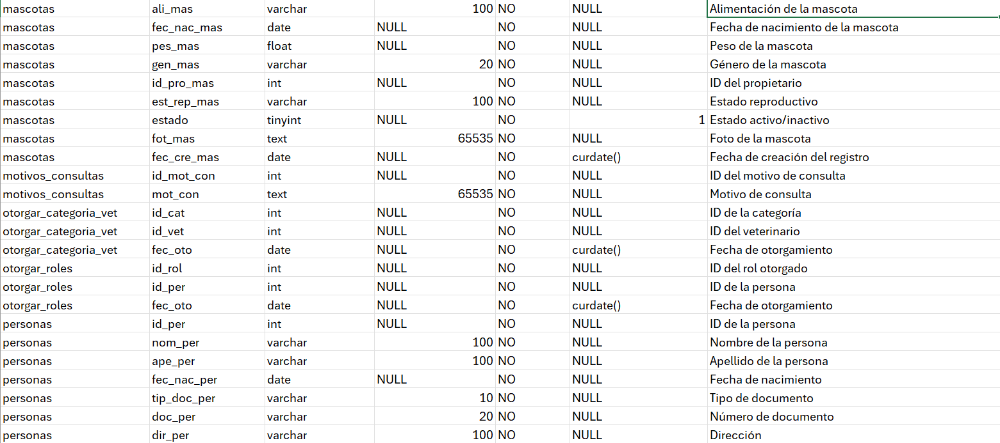 mascotas ali_mas varchar 100 NO NULL Alimentación de la mascota
mascotas fec_nac_mas date NULL NO NULL Fecha de nacimiento de la mascota
mascotas pes_mas float NULL NO NULL Peso de la mascota
mascotas gen_mas varchar 20 NO NULL Género de la mascota
mascotas id_pro_mas int NULL NO NULL ID del propietario
mascotas est_rep_mas varchar 100 NO NULL Estado reproductivo
mascotas estado tinyint NULL NO 1 Estado activo/inactivo
mascotas fot_mas text 65535 NO NULL Foto de la mascota
mascotas fec_cre_mas date NULL NO curdate() Fecha de creación del registro
motivos_consultas id_mot_con int NULL NO NULL ID del motivo de consulta
motivos_consultas mot_con text 65535 NO NULL Motivo de consulta
otorgar_categoria_vet id_cat int NULL NO NULL ID de la categoría
otorgar_categoria_vet id_vet int NULL NO NULL ID del veterinario
otorgar_categoria_vet fec_oto date NULL NO curdate() Fecha de otorgamiento
otorgar_roles id_rol int NULL NO NULL ID del rol otorgado
otorgar_roles id_per int NULL NO NULL ID de la persona
otorgar_roles fec_oto date NULL NO curdate() Fecha de otorgamiento
personas id_per int NULL NO NULL ID de la persona
personas nom_per varchar 100 NO NULL Nombre de la persona
personas ape_per varchar 100 NO NULL Apellido de la persona
personas fec_nac_per date NULL NO NULL Fecha de nacimiento
personas tip_doc_per varchar 10 NO NULL Tipo de documento
personas doc_per varchar 20 NO NULL Número de documento
personas dir_per varchar 100 NO NULL Dirección